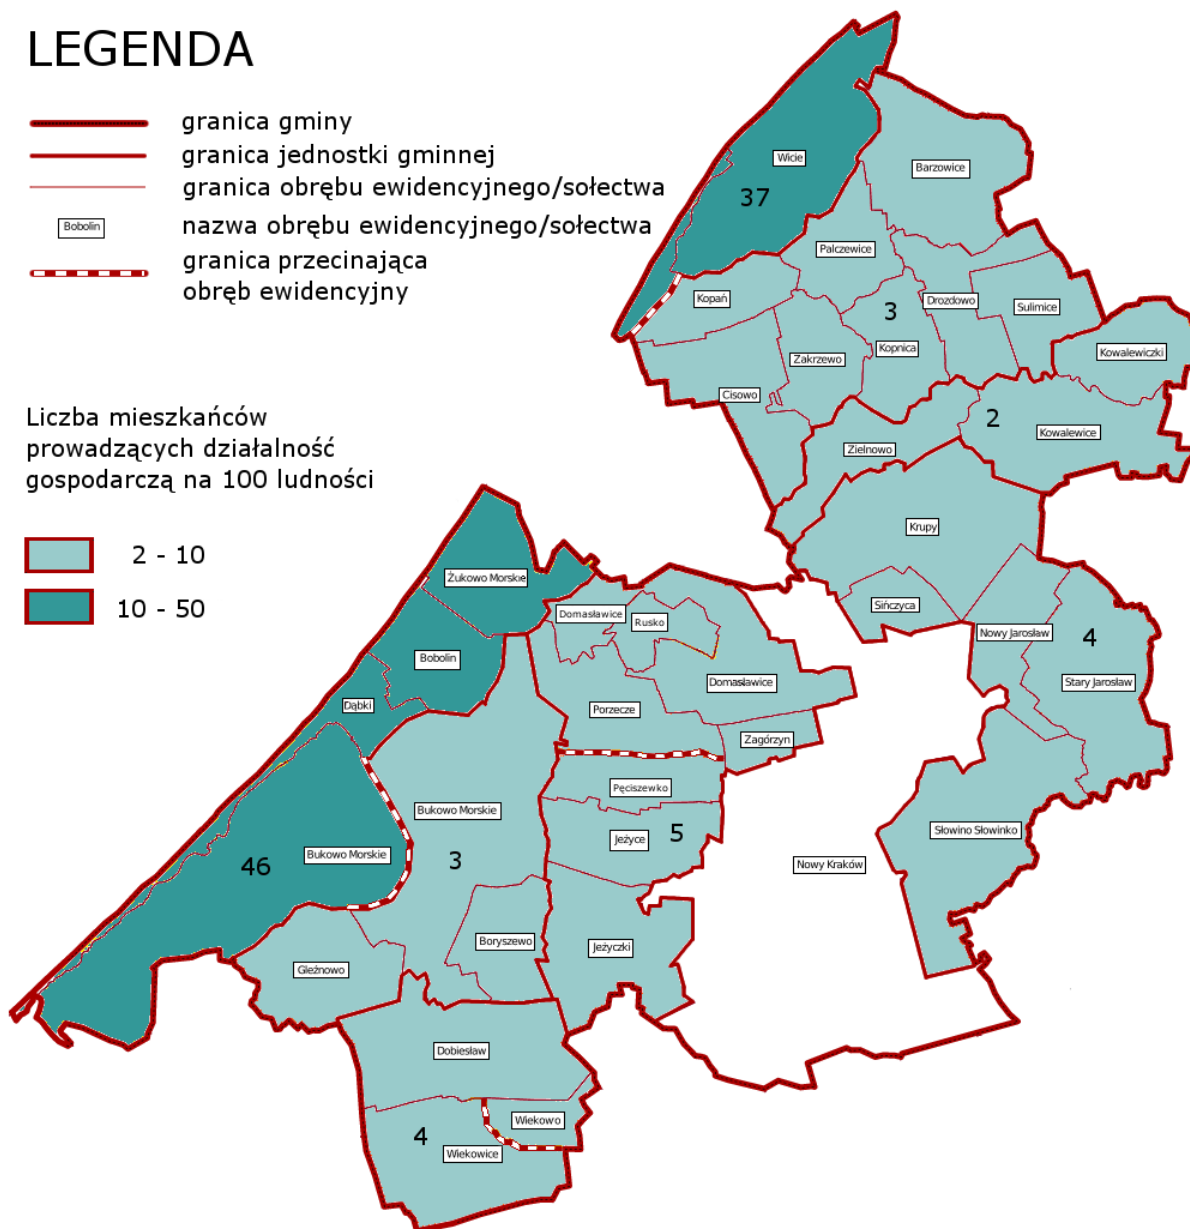 LEGENDA
granica gminy
granica jednostki gminnej
granica obrębu ewidencyjnego/sołectwa
Bobolin
nazwa obrębu ewidencyjnego/sołectwa
granica przecinająca
obręb ewidencyjny
Liczba mieszkańców
prowadzących działalność
gospodarczą na 100 ludności
2 - 10
10 - 50
Wicie
37
Barzowice
Palczewice
Kopań
Drozdowo
Sulimice
3
Kopnica
Zakrzewo
Kowalewiczki
Cisowo
2
Kowalewice
Zielnowo
Krupy
Sińczyca
Nowy Jarosław
4
Stary Jarosław
Żukowo Morskie
Domasławice
Rusko
Bobolin
Domasławice
Dąbki
Porzecze
Zagórzyn
Pęciszewko
Bukowo Morskie
Jeżyce
5
Słowino Słowinko
Bukowo Morskie
46
3
Nowy Kraków
Boryszewo
Jeżyczki
Gleźnowo
Dobiesław
Wiekowo
4
Wiekowice